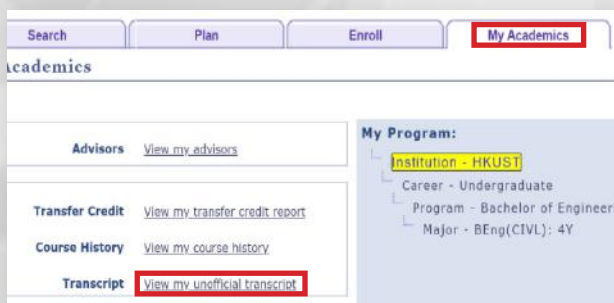 Search Plan Enroll My Academics
Academics
Advisors View my advisors
Transfer Credit View my transfer credit report
Course History View my course history
Transcript View my unofficial transcript
My Program:
Institution - HKUST
Career - Undergraduate
Program - Bachelor of Engineer
Major - BEng(CIVL): 4Y